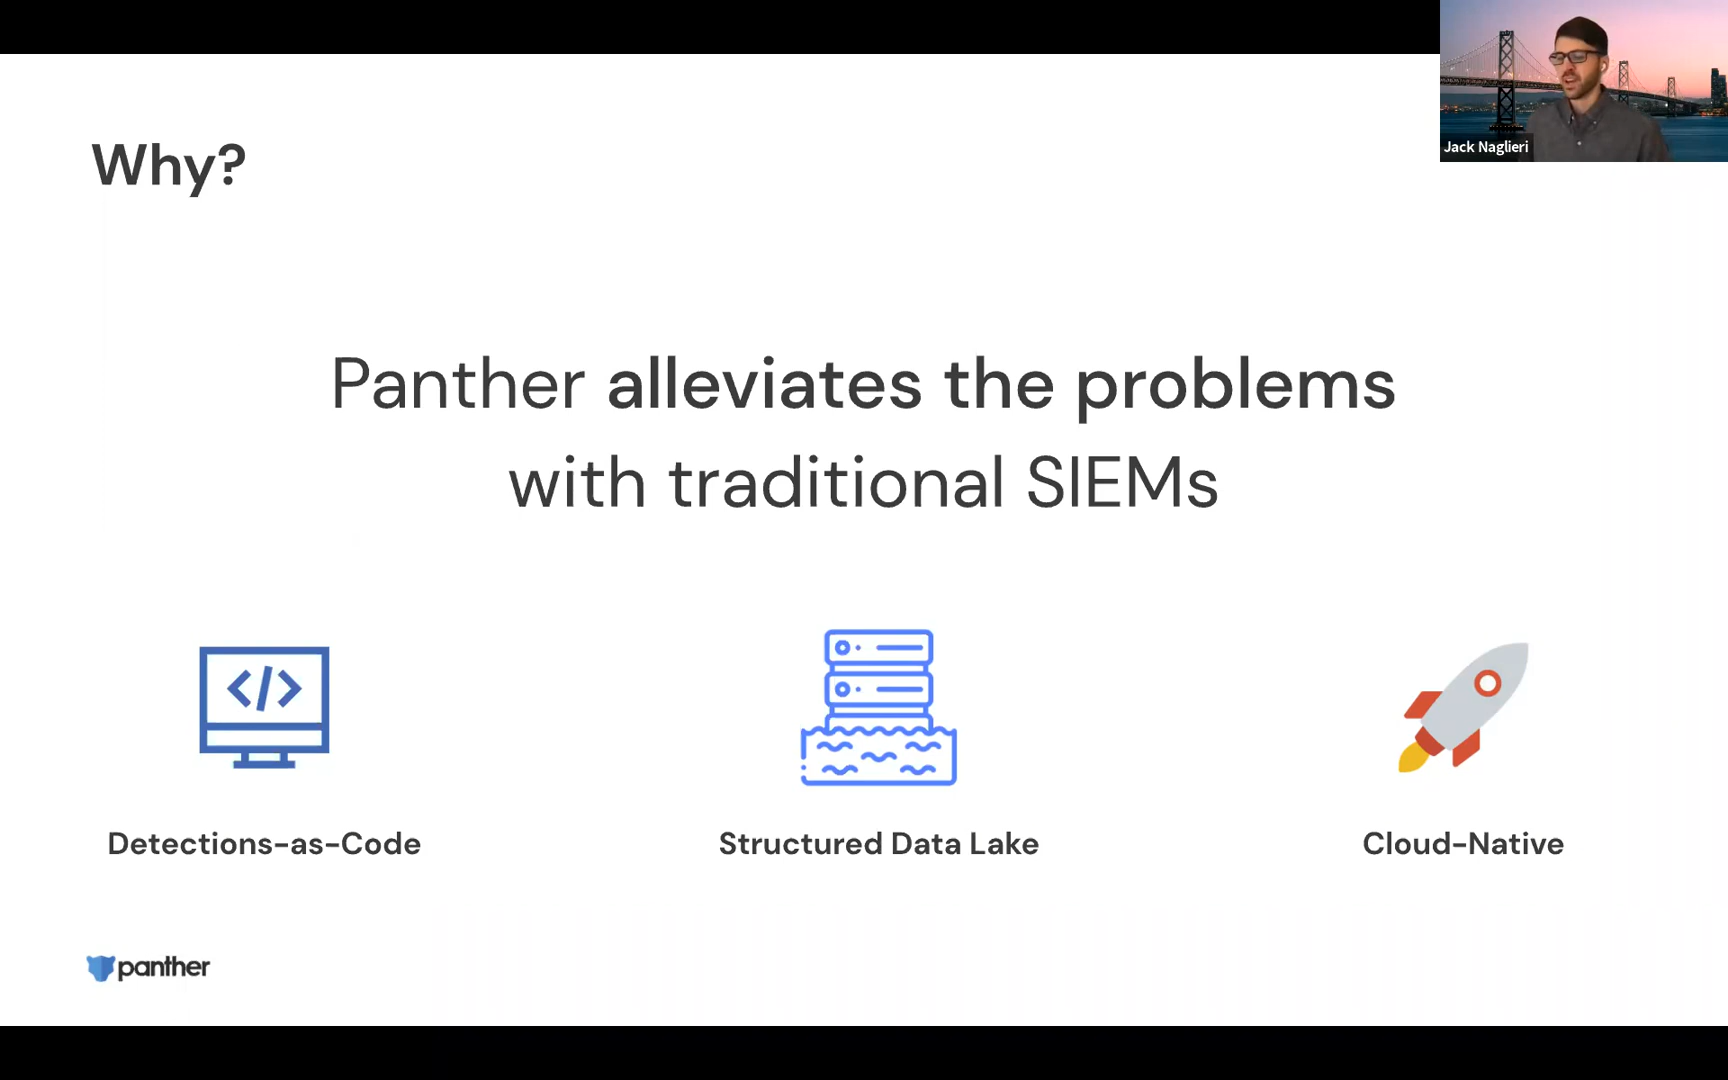 Jack Naglieri
Why?
Panther alleviates the problems
with traditional SIEMs
</>
Detections-as-Code
Structured Data Lake
Cloud-Native
panther